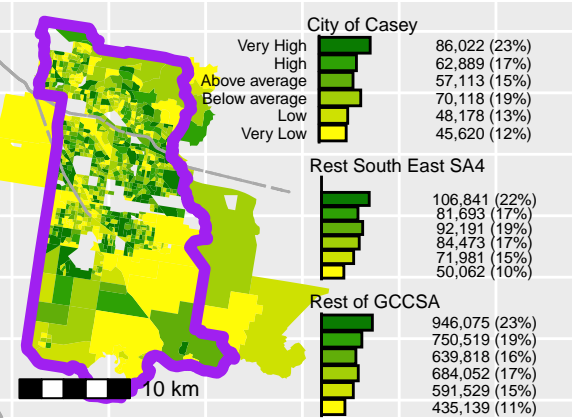 City of Casey
Very High 86,022 (23%)
High 62,889 (17%)
Above average 57,113 (15%)
Below average 70,118 (19%)
Low 48,178 (13%)
Very Low 45,620 (12%)
Rest South East SA4
106,841 (22%)
81,693 (17%)
92,191 (19%)
84,473 (17%)
71,981 (15%)
50,062 (10%)
Rest of GCCSA
946,075 (23%)
750,519 (19%)
639,818 (16%)
684,052 (17%)
591,529 (15%)
435,139 (11%)
10 km